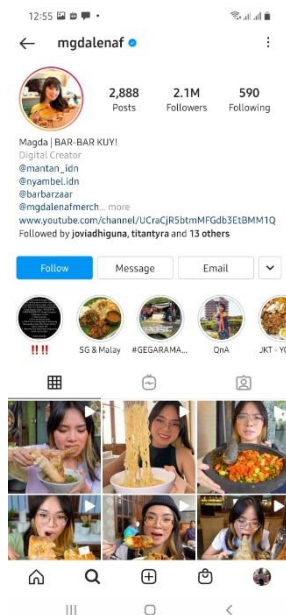 12:55
mgdalenaf
2,888 2.1M 590
Posts Followers Following
Magda | BAR-BAR KUY!
Digital Creator
@mantan_idn
@nyambel.idn
@barbarzaar
@mgdalenafmerch... more
www.youtube.com/channel/UCraCjR5btmMFGdb3EtBMM1Q
Followed by joviadhiguna, titantyra and 13 others
Follow Message Email
‼️ ‼️ SG & Malay #GEGARAMA... QnA JKT - YO